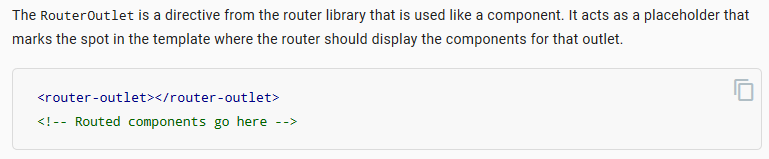 The RouterOutlet is a directive from the router library that is used like a component. It acts as a placeholder that
marks the spot in the template where the router should display the components for that outlet.
<router-outlet></router-outlet>
<!-- Routed components go here -->